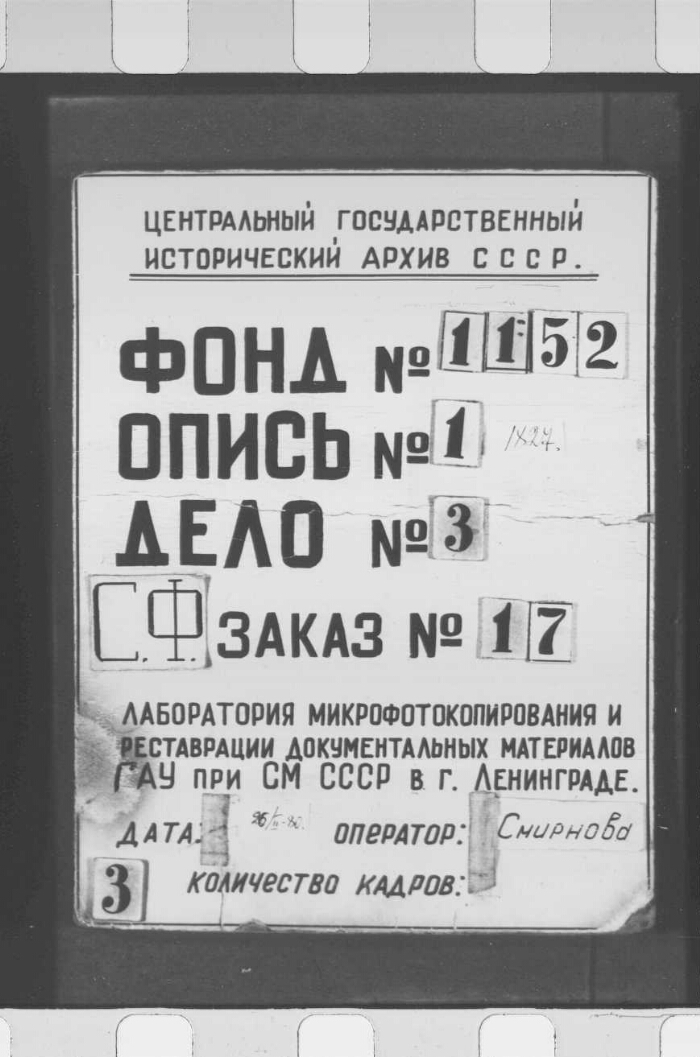 ЦЕНТРАЛЬНЫЙ ГОСУДАРСТВЕННЫЙ
ИСТОРИЧЕСКИЙ АРХИВ СССР.
ФОНД № 1152
ОПИСЬ № 1 1827.
ДЕЛО № 3
С.Ф. ЗАКАЗ № 17
ЛАБОРАТОРИЯ МИКРОФОТОКОПИРОВАНИЯ И
РЕСТАВРАЦИИ ДОКУМЕНТАЛЬНЫХ МАТЕРИАЛОВ
ГАУ ПРИ СМ СССР В Г. ЛЕНИНГРАДЕ.
ДАТА: ОПЕРАТОР: Смирнова
3 КОЛИЧЕСТВО КАДРОВ: